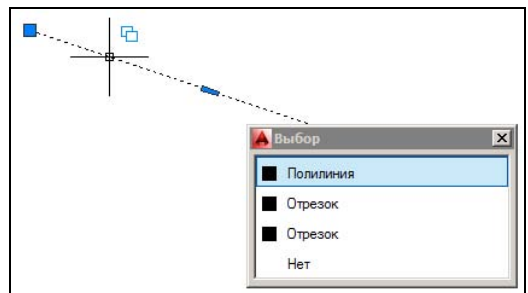 Выбор
Полилиния
Отрезок
Отрезок
Нет